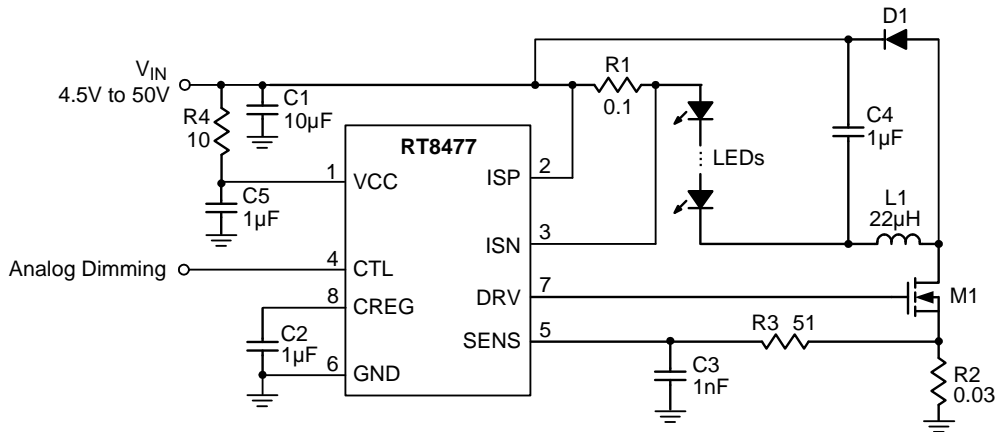 D1
V_IN
4.5V to 50V
R4
10
C1
10µF
R1
0.1
C4
1µF
RT8477
LEDs
1
VCC
ISP
2
C5
1µF
L1
22µH
ISN
3
Analog Dimming
4
CTL
8
CREG
DRV
7
M1
C2
1µF
SENS
5
R3 51
6
GND
C3
1nF
R2
0.03